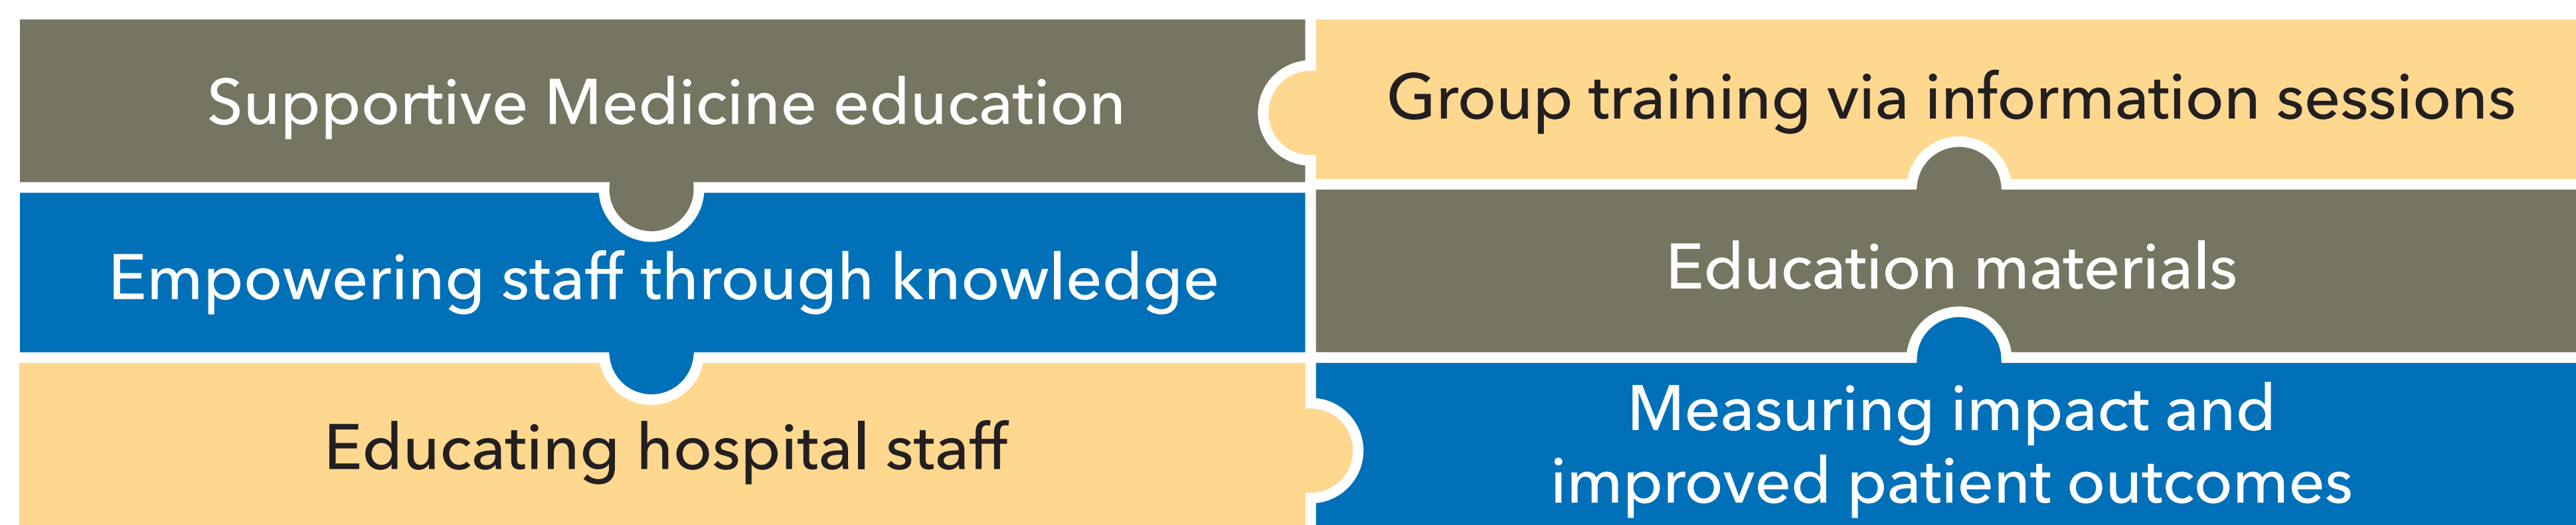 Supportive Medicine education
Group training via information sessions
Empowering staff through knowledge
Education materials
Educating hospital staff
Measuring impact and
improved patient outcomes